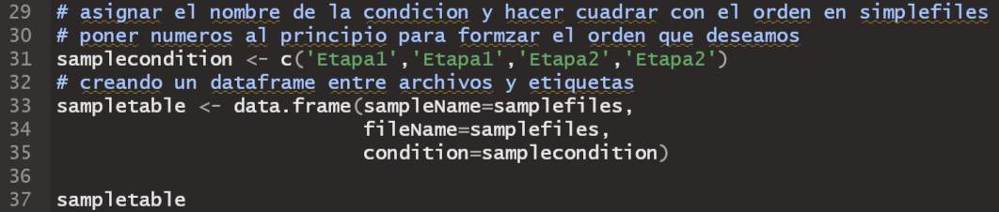 29 # asignar el nombre de la condicion y hacer cuadrar con el orden en simplefiles
30 # poner numeros al principio para formzar el orden que deseamos
31 samplecondition <- c('Etapa1','Etapa1','Etapa2','Etapa2')
32 # creando un dataframe entre archivos y etiquetas
33 sampletable <- data.frame(sampleName=samplefiles,
34                           fileName=samplefiles,
35                           condition=samplecondition)
36
37 sampletable